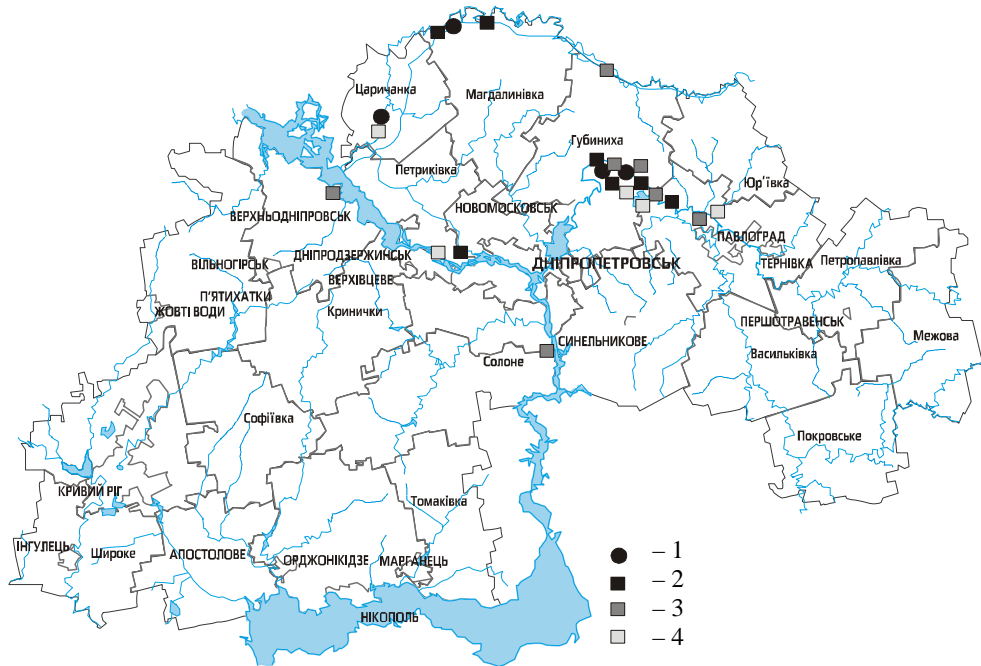 Царичанка
Магдалинівка
Губиниха
Петриківка
Юр'ївка
НОВОМОСКОВСЬК
ВЕРХНЬОДНІПРОВСЬК
ПАВЛОГРАД
ДНІПРОДЗЕРЖИНСЬК
ДНІПРОПЕТРОВСЬК
ТЕРНІВКА
Петропавлівка
ВІЛЬНОГІРСЬК
ВЕРХІВЦЕВЕ
П'ЯТИХАТКИ
ЖОВТІ ВОДИ
Кринички
ПЕРШОТРАВЕНСЬК
СИНЕЛЬНИКОВЕ
Межова
Солоне
Васильківка
Софіївка
Покровське
КРИВИЙ РІГ
Томаківка
ІНГУЛЕЦЬ
Широке
АПОСТОЛОВЕ
ОРДЖОНІКІДЗЕ
МАРГАНЕЦЬ
НІКОПОЛЬ
– 1
– 2
– 3
– 4